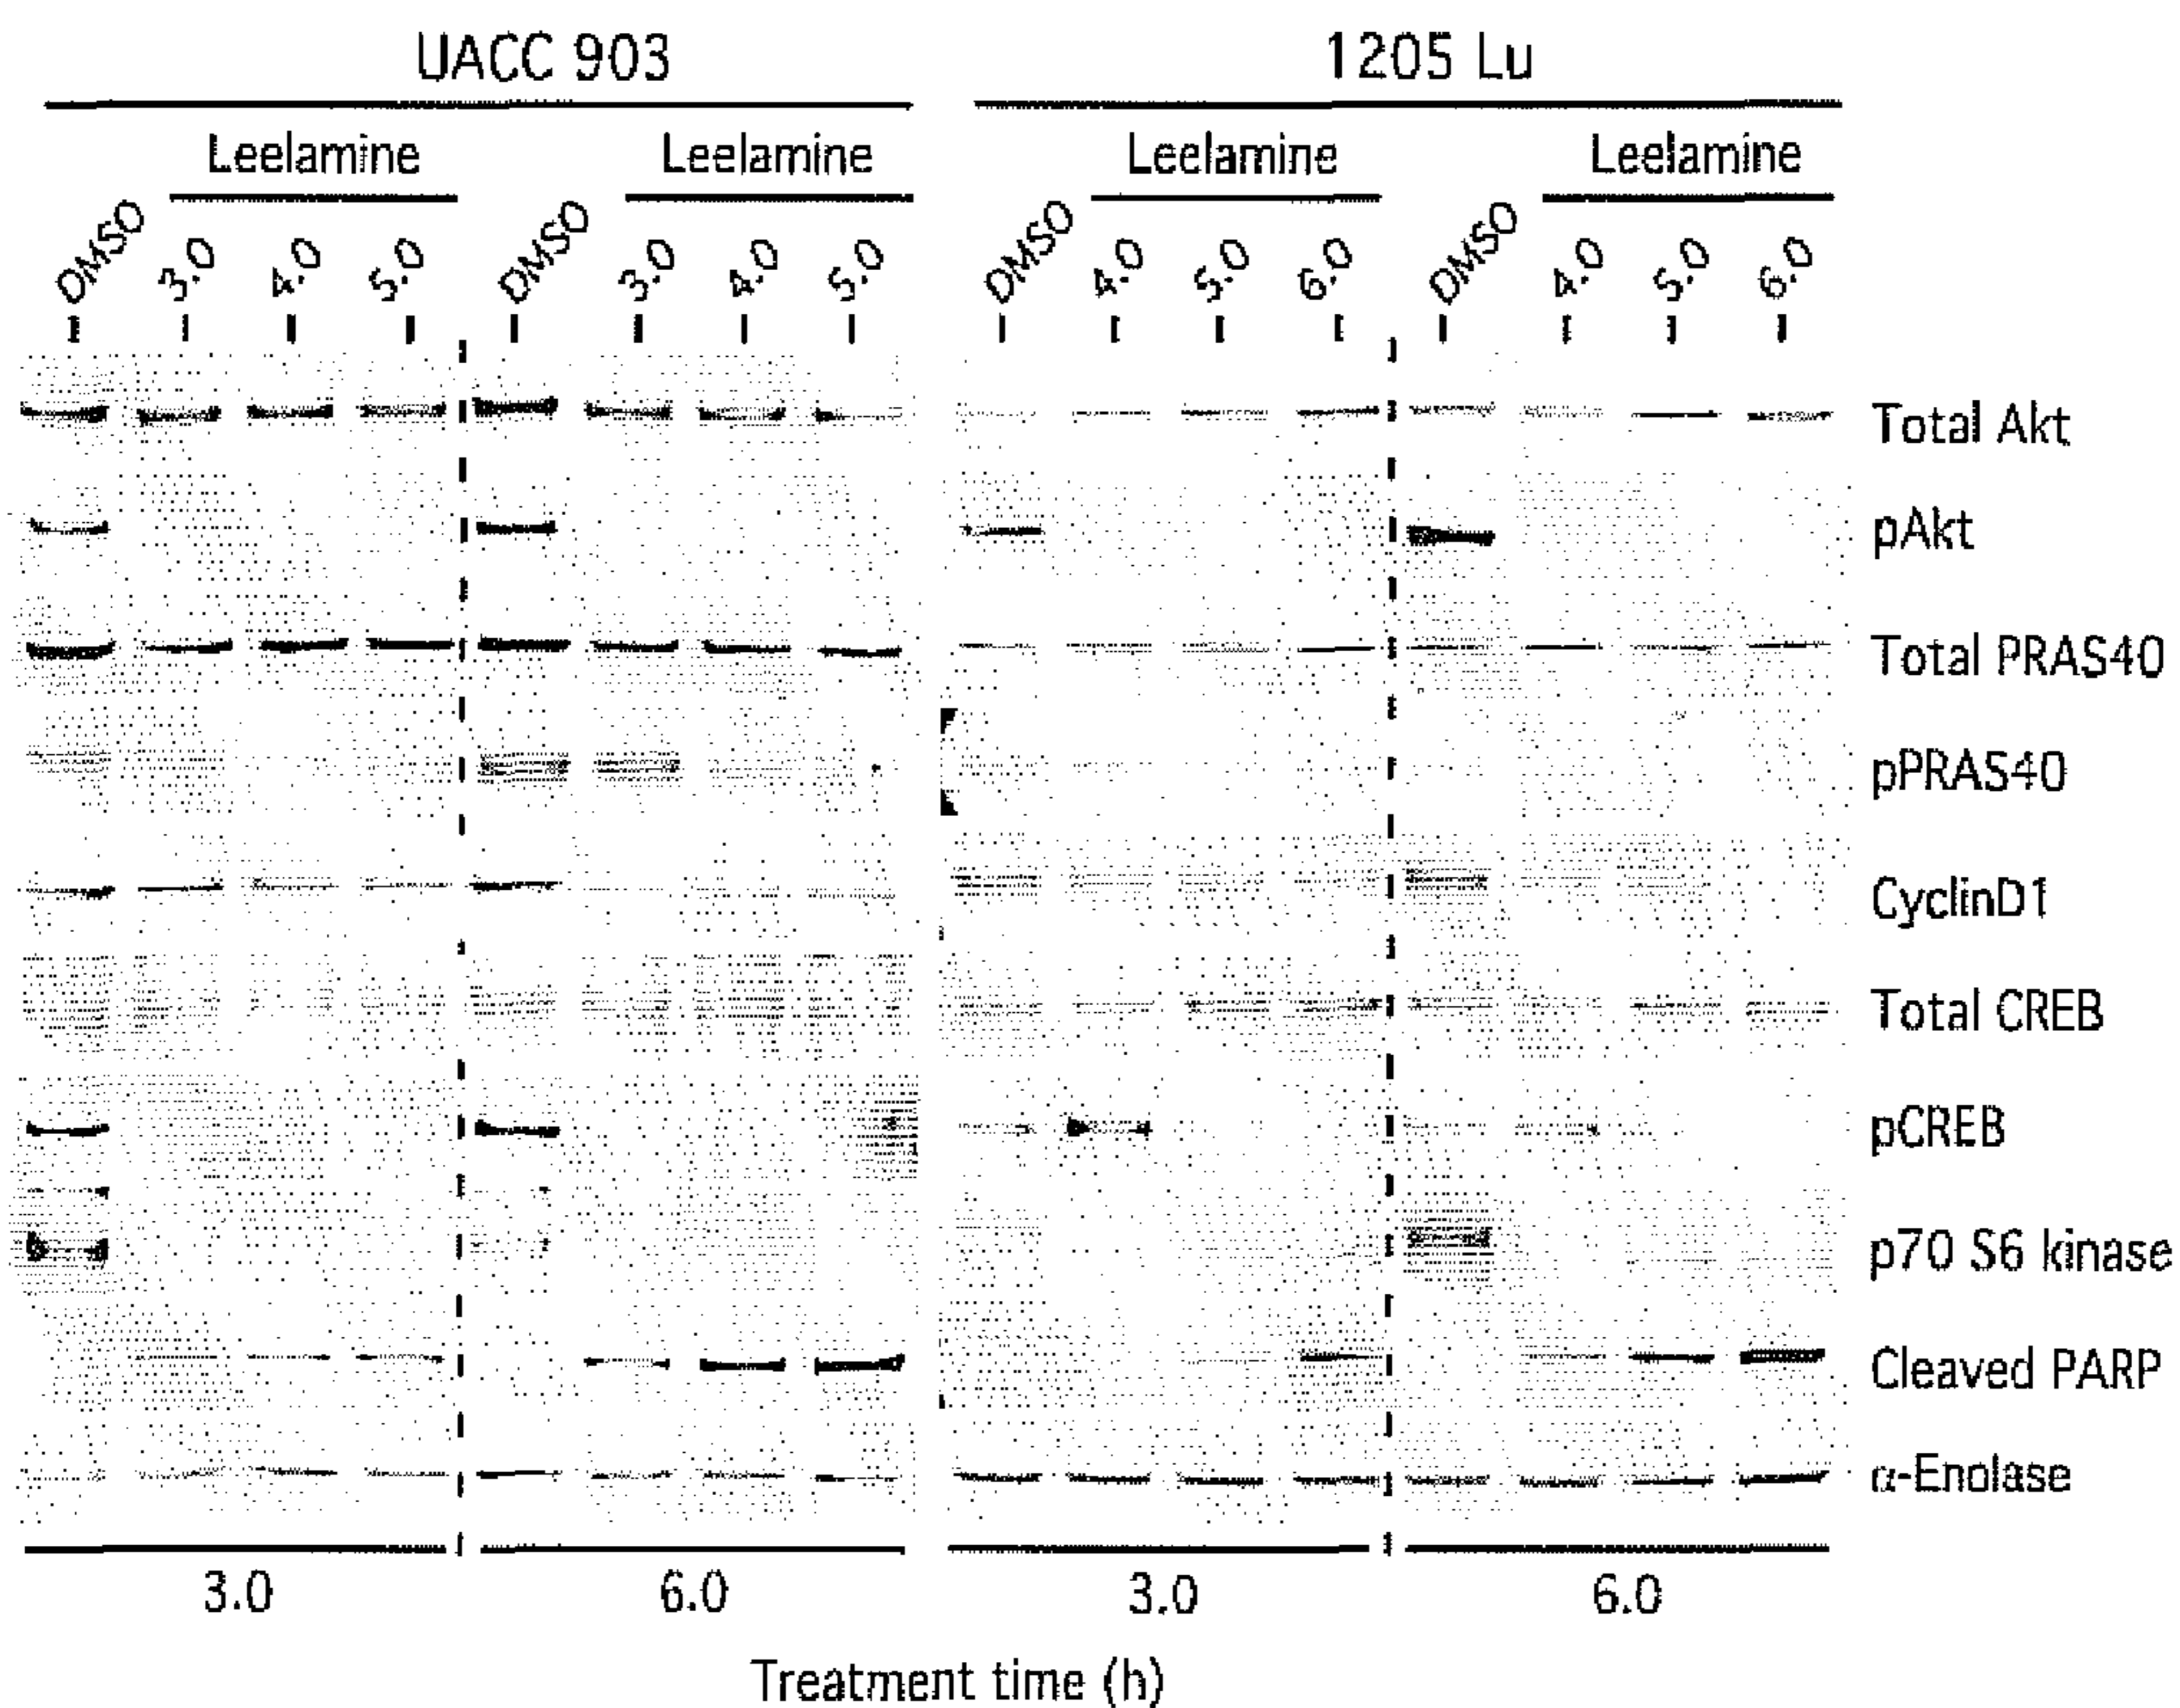 UACC 903 1205 Lu
Leelamine Leelamine Leelamine Leelamine
DMSO 3.0 4.0 5.0 DMSO 3.0 4.0 5.0 DMSO 4.0 5.0 6.0 DMSO 4.0 5.0 6.0
Total Akt
pAkt
Total PRAS40
pPRAS40
CyclinD1
Total CREB
pCREB
p70 S6 kinase
Cleaved PARP
α-Enolase
3.0 6.0 3.0 6.0
Treatment time (h)